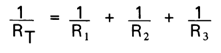 1/R_T = 1/R_1 + 1/R_2 + 1/R_3